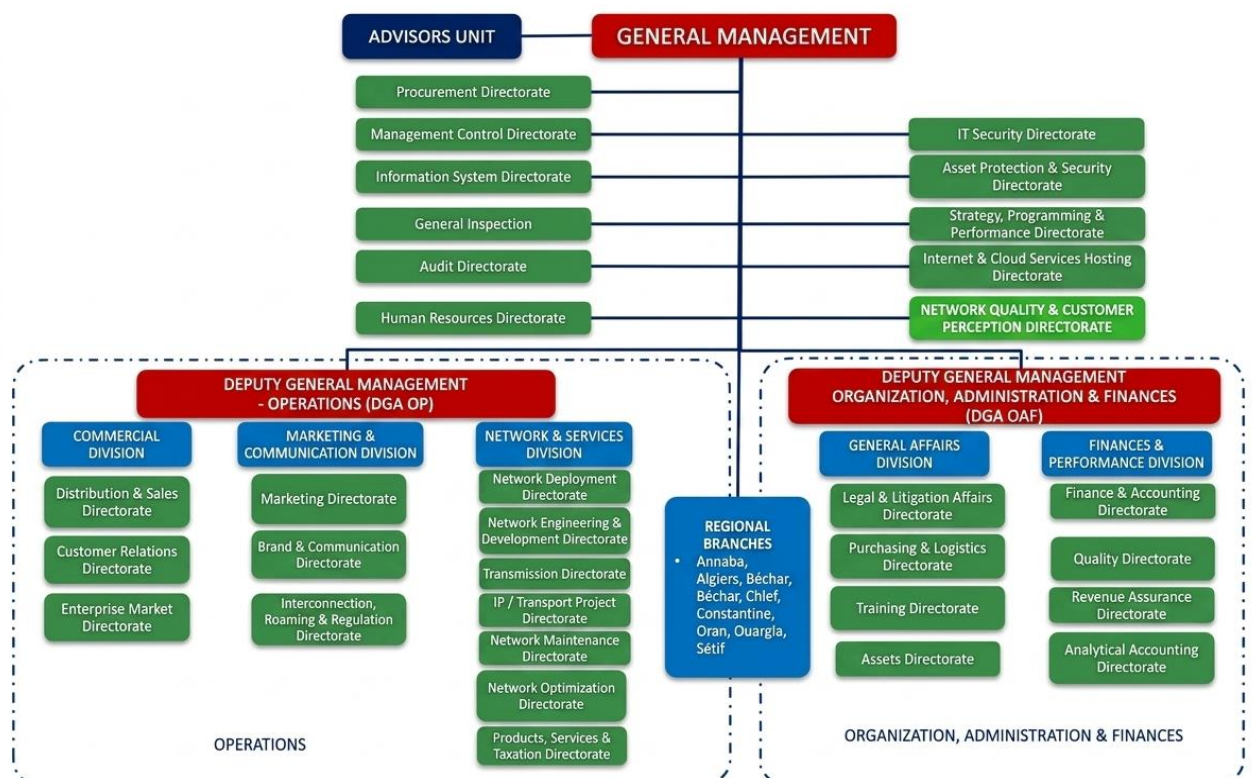 ADVISORS UNIT
GENERAL MANAGEMENT
Procurement Directorate
Management Control Directorate
IT Security Directorate
Information System Directorate
Asset Protection & Security
Directorate
General Inspection
Strategy, Programming &
Performance Directorate
Audit Directorate
Internet & Cloud Services Hosting
Directorate
Human Resources Directorate
NETWORK QUALITY & CUSTOMER
PERCEPTION DIRECTORATE
DEPUTY GENERAL MANAGEMENT
- OPERATIONS (DGA OP)
COMMERCIAL
DIVISION
Distribution & Sales
Directorate
Customer Relations
Directorate
Enterprise Market
Directorate
MARKETING &
COMMUNICATION DIVISION
Marketing Directorate
Brand & Communication
Directorate
Interconnection,
Roaming & Regulation
Directorate
NETWORK & SERVICES
DIVISION
Network Deployment
Directorate
Network Engineering &
Development Directorate
Transmission Directorate
IP / Transport Project
Directorate
Network Maintenance
Directorate
Network Optimization
Directorate
Products, Services &
Taxation Directorate
OPERATIONS
REGIONAL
BRANCHES
• Annaba,
Algiers, Béchar,
Béchar, Chlef,
Constantine,
Oran, Ouargla,
Sétif
DEPUTY GENERAL MANAGEMENT
ORGANIZATION, ADMINISTRATION & FINANCES
(DGA OAF)
GENERAL AFFAIRS
DIVISION
Legal & Litigation Affairs
Directorate
Purchasing & Logistics
Directorate
Training Directorate
Assets Directorate
FINANCES &
PERFORMANCE DIVISION
Finance & Accounting
Directorate
Quality Directorate
Revenue Assurance
Directorate
Analytical Accounting
Directorate
ORGANIZATION, ADMINISTRATION & FINANCES